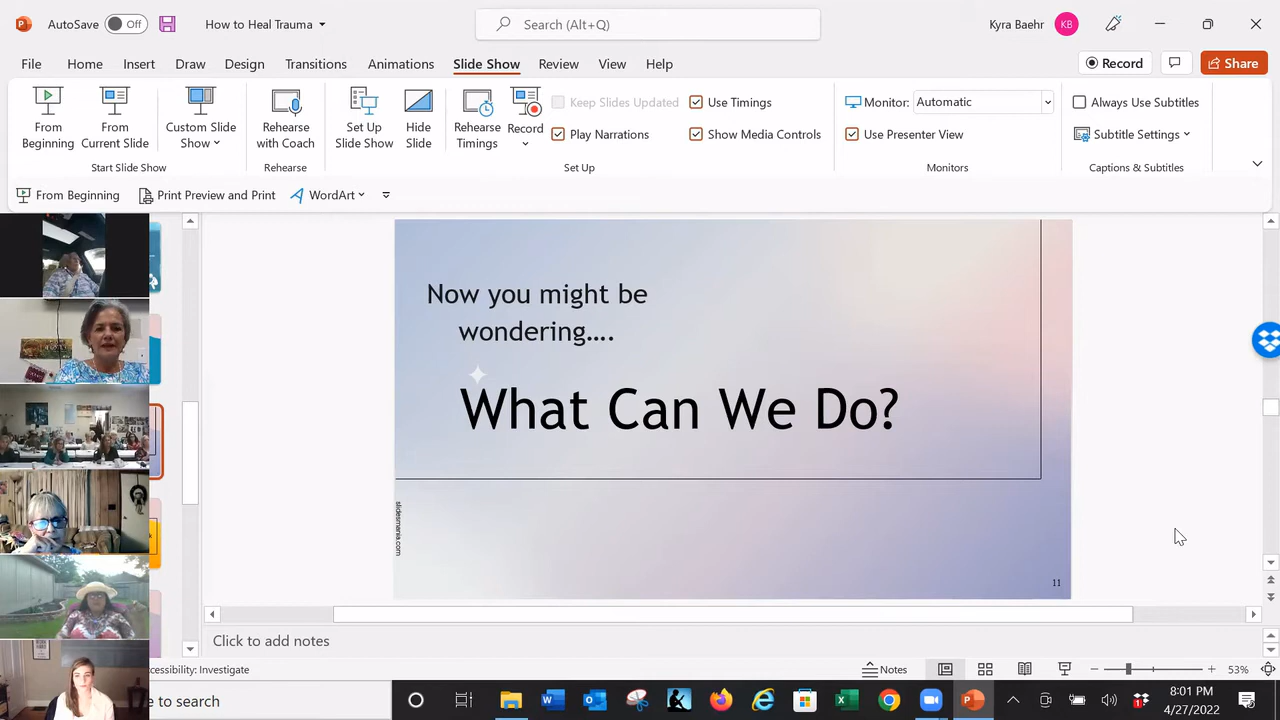 AutoSave Off How to Heal Trauma Search (Alt+Q) Kyra Baehr KB
File Home Insert Draw Design Transitions Animations Slide Show Review View Help Record Share
From Beginning
From Current Slide
Custom Slide Show
Start Slide Show
Rehearse with Coach
Rehearse
Set Up Slide Show
Hide Slide
Rehearse Timings
Record
Keep Slides Updated
Play Narrations
Use Timings
Show Media Controls
Set Up
Monitor: Automatic
Use Presenter View
Monitors
Always Use Subtitles
Subtitle Settings
Captions & Subtitles
From Beginning Print Preview and Print WordArt
Now you might be
wondering....
What Can We Do?
slidesmania.com
11
Click to add notes
ccessibility: Investigate Notes 53%
e to search
8:01 PM
4/27/2022